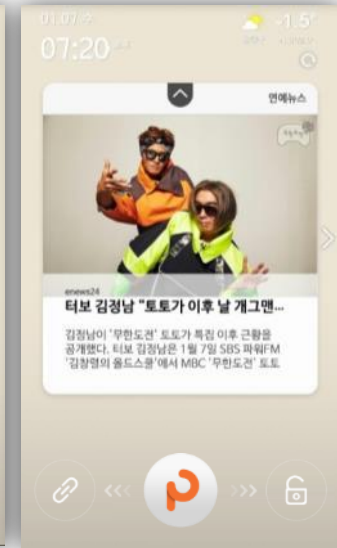 01.07/수
-1.5°
07:20
연예뉴스
enews24
터보 김정남 "토토가 이후 날 개그맨...
김정남이 '무한도전' 토토가 특집 이후 근황을
공개했다. 터보 김정남은 1월 7일 SBS 파워FM
'김창렬의 올드스쿨'에서 MBC '무한도전' 토토